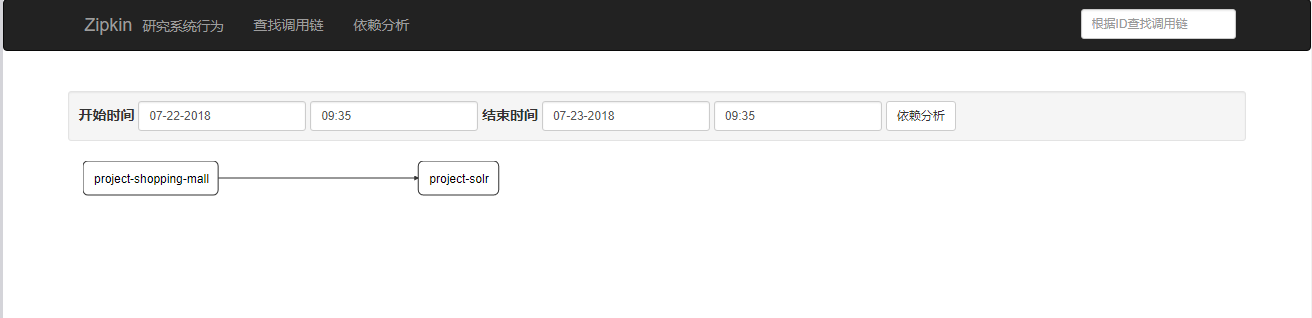 Zipkin 研究系统行为 查找调用链 依赖分析 根据ID查找调用链
开始时间 07-22-2018 09:35 结束时间 07-23-2018 09:35 依赖分析
project-shopping-mall project-solr